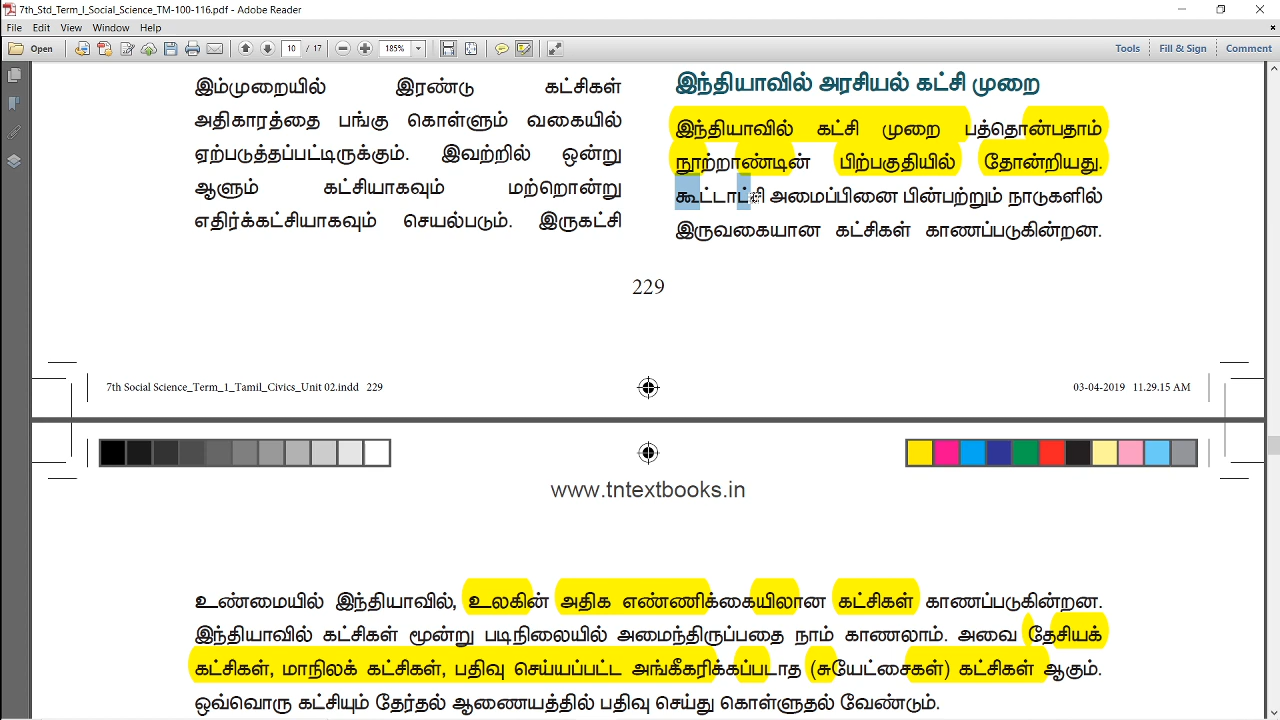 7th_Std_Term_I_Social_Science_TM-100-116.pdf - Adobe Reader
File Edit View Window Help
Open 10 / 17 185% Tools Fill & Sign Comment
இம்முறையில் இரண்டு கட்சிகள்
அதிகாரத்தை பங்கு கொள்ளும் வகையில்
ஏற்படுத்தப்பட்டிருக்கும். இவற்றில் ஒன்று
ஆளும் கட்சியாகவும் மற்றொன்று
எதிர்க்கட்சியாகவும் செயல்படும். இருகட்சி
இந்தியாவில் அரசியல் கட்சி முறை
இந்தியாவில் கட்சி முறை பத்தொன்பதாம்
நூற்றாண்டின் பிற்பகுதியில் தோன்றியது.
கூட்டாட்சி அமைப்பினை பின்பற்றும் நாடுகளில்
இருவகையான கட்சிகள் காணப்படுகின்றன.
229
7th Social Science_Term_1_Tamil_Civics_Unit 02.indd 229
03-04-2019 11.29.15 AM
www.tntextbooks.in
உண்மையில் இந்தியாவில், உலகின் அதிக எண்ணிக்கையிலான கட்சிகள் காணப்படுகின்றன.
இந்தியாவில் கட்சிகள் மூன்று படிநிலையில் அமைந்திருப்பதை நாம் காணலாம். அவை தேசியக்
கட்சிகள், மாநிலக் கட்சிகள், பதிவு செய்யப்பட்ட அங்கீகரிக்கப்படாத (சுயேட்சைகள்) கட்சிகள் ஆகும்.
ஒவ்வொரு கட்சியும் தேர்தல் ஆணையத்தில் பதிவு செய்து கொள்ளுதல் வேண்டும்.